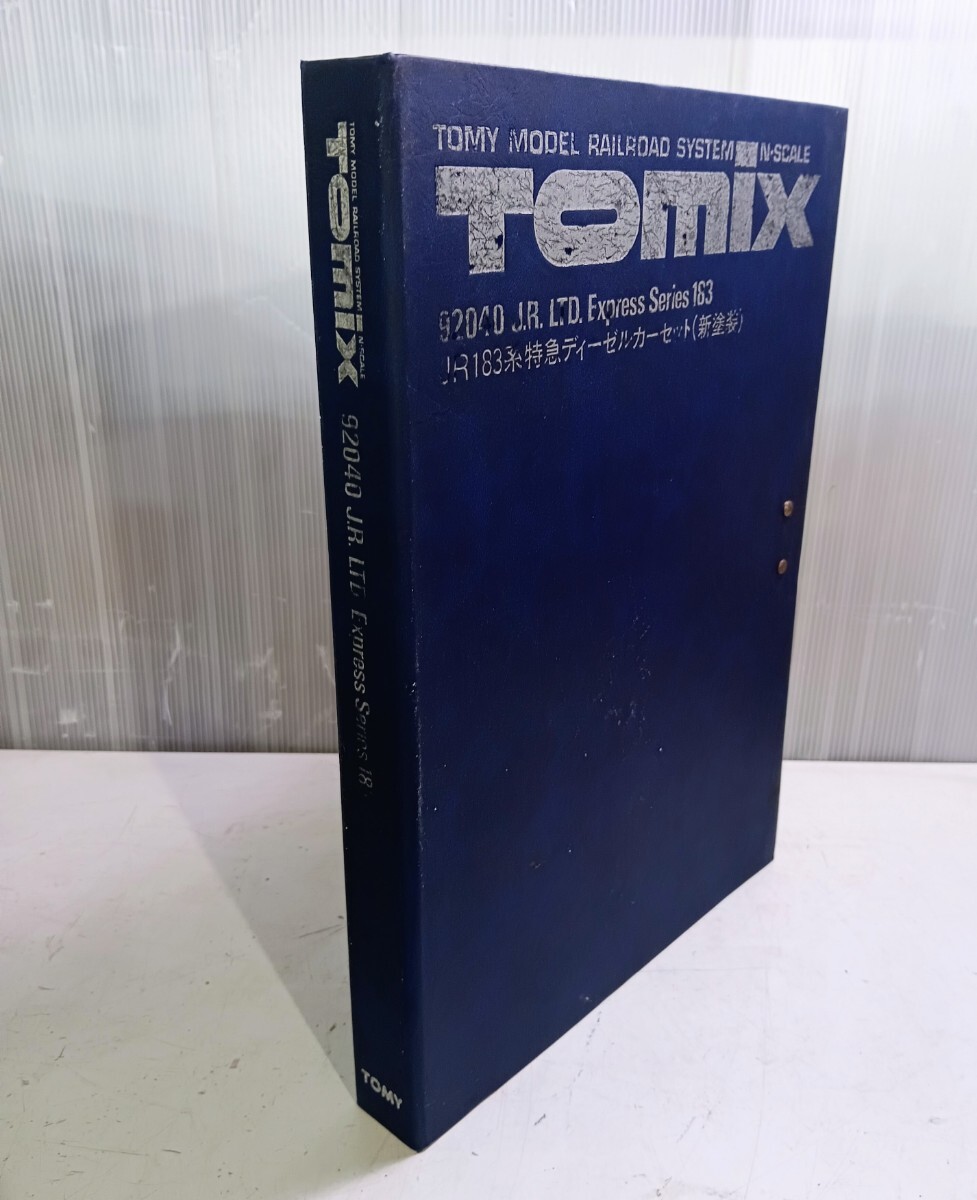 TOMY MODEL RAILROAD SYSTEM N-SCALE
TOMIX
92040 J.R. LTD. Express Series 183
JR183系特急ディーゼルカーセット(新塗装)
TOMY MODEL RAILROAD SYSTEM N-SCALE
TOMIX
92040 J.R. LTD Express Series 18
TOMY